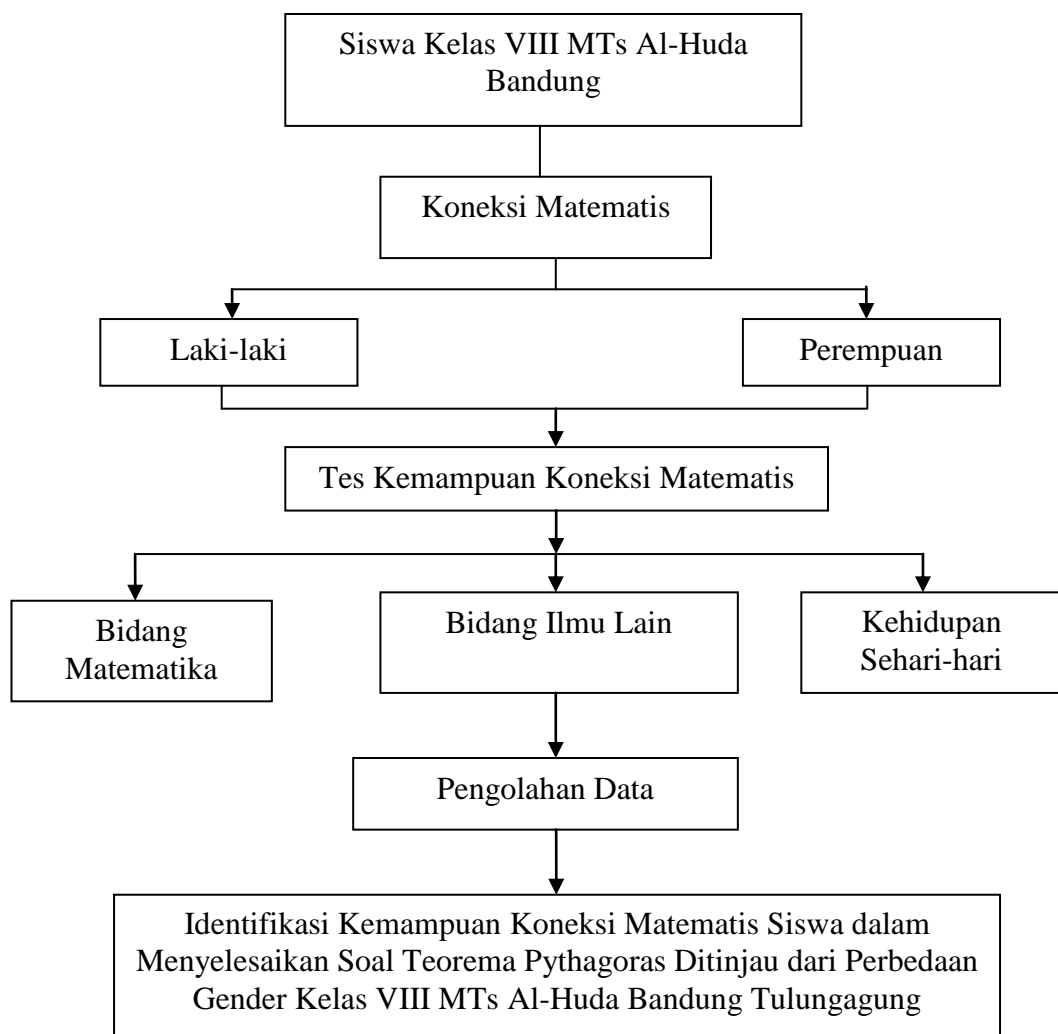 Siswa Kelas VIII MTs Al-Huda
Bandung
Koneksi Matematis
Laki-laki
Perempuan
Tes Kemampuan Koneksi Matematis
Bidang
Matematika
Bidang Ilmu Lain
Kehidupan
Sehari-hari
Pengolahan Data
Identifikasi Kemampuan Koneksi Matematis Siswa dalam
Menyelesaikan Soal Teorema Pythagoras Ditinjau dari Perbedaan
Gender Kelas VIII MTs Al-Huda Bandung Tulungagung